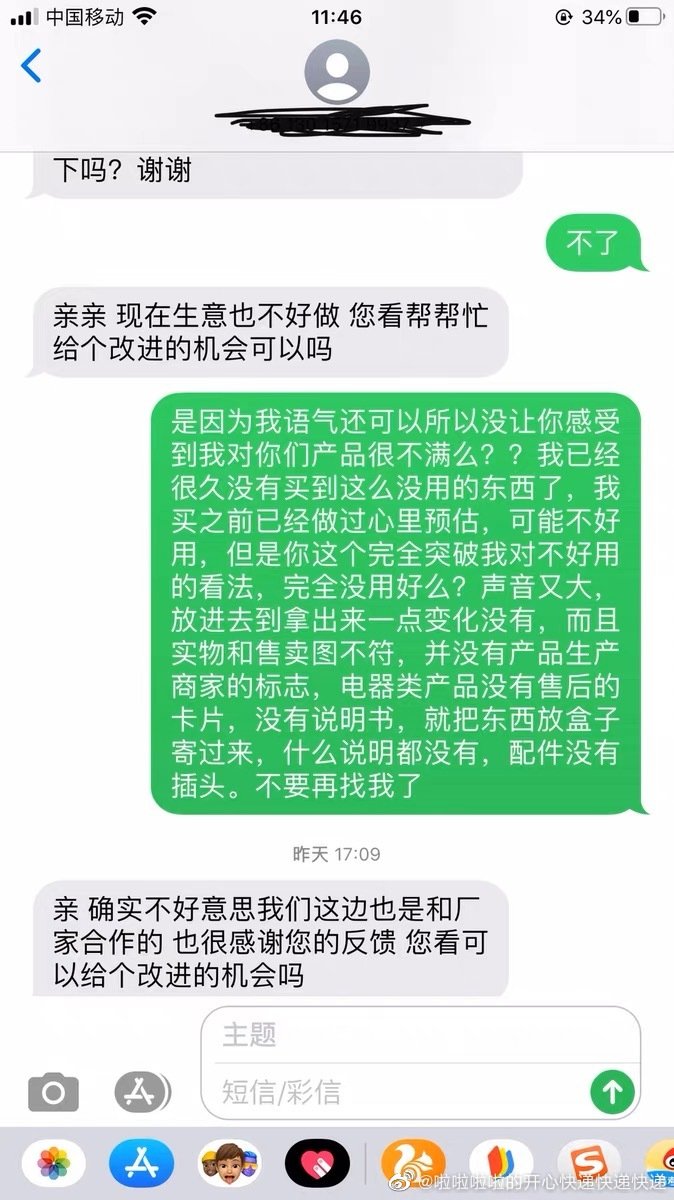 中国移动
11:46
34%
下吗？谢谢
不了
亲亲 现在生意也不好做 您看帮帮忙
给个改进的机会可以吗
是因为我语气还可以所以没让你感受
到我对你们产品很不满么？？我已经
很久没有买到这么没用的东西了，我
买之前已经做过心里预估，可能不好
用，但是你这个完全突破我对不好用
的看法，完全没用好么？声音又大，
放进去到拿出来一点变化没有，而且
实物和售卖图不符，并没有产品生产
商家的标志，电器类产品没有售后的
卡片，没有说明书，就把东西放盒子
寄过来，什么说明都没有，配件没有
插头。不要再找我了
昨天 17:09
亲 确实不好意思我们这边也是和厂
家合作的 也很感谢您的反馈 您看可
以给个改进的机会吗
主题
短信/彩信
@啦啦啦啦的开心快递快递快递